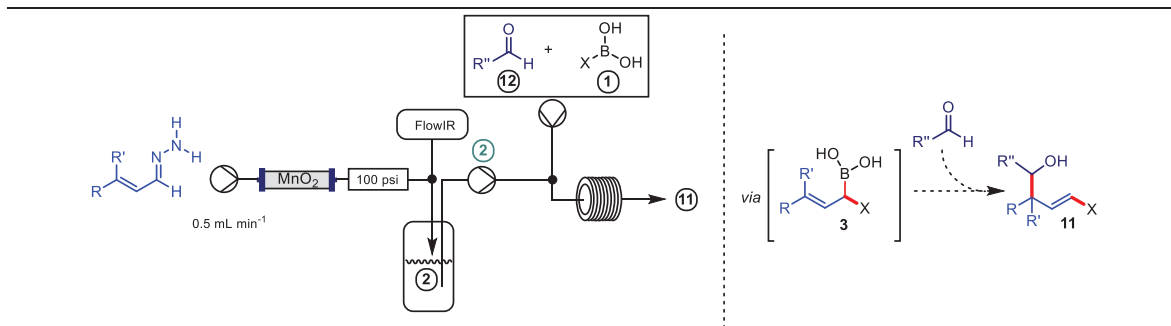 O
R"
H
12
+
OH
B
X
OH
1
FlowIR
H
N
N
H
R'
R
H
MnO2
100 psi
2
11
0.5 mL min-1
2
via
HO
OH
B
R'
R
X
3
O
R"
H
R"
OH
R
R'
X
11